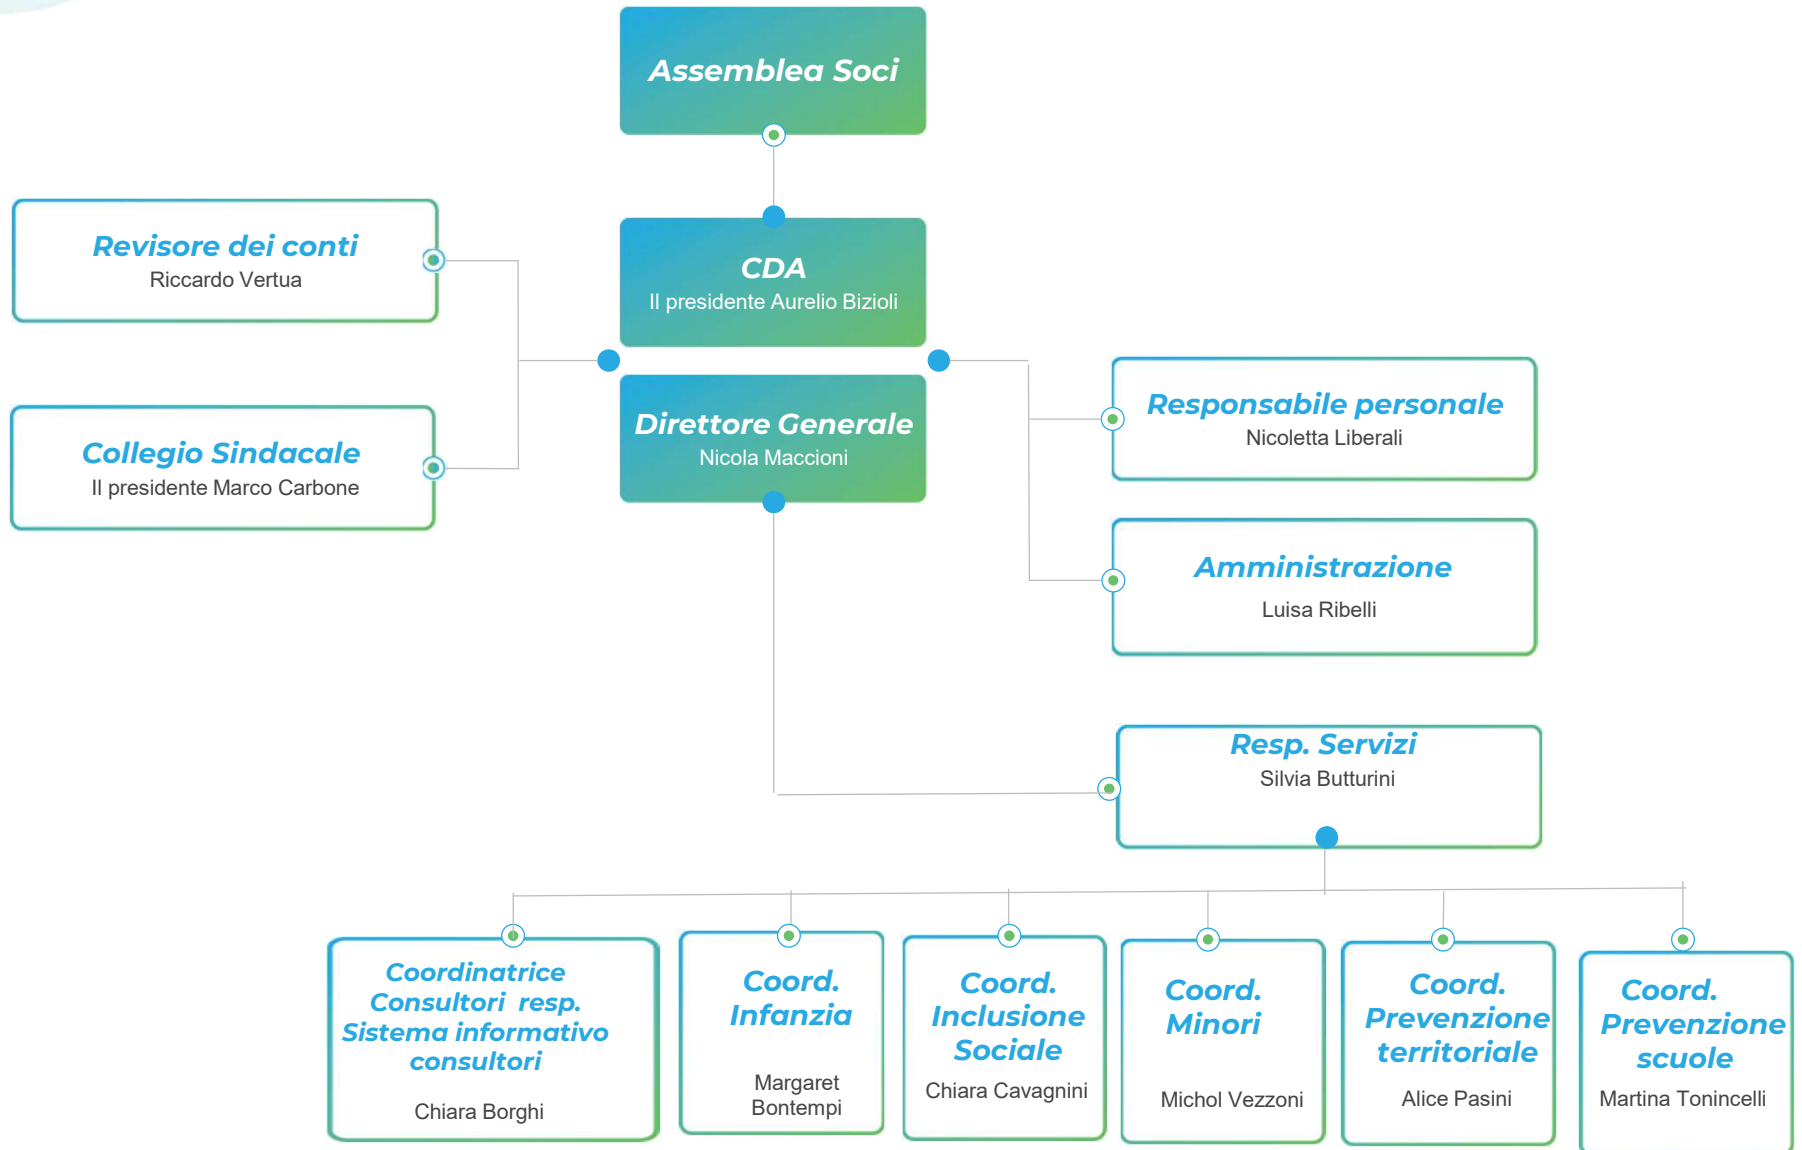 Assemblea Soci
Revisore dei conti
Riccardo Vertua
CDA
Il presidente Aurelio Bizioli
Collegio Sindacale
Il presidente Marco Carbone
Direttore Generale
Nicola Maccioni
Responsabile personale
Nicoletta Liberali
Amministrazione
Luisa Ribelli
Resp. Servizi
Silvia Butturini
Coordinatrice
Consultori resp.
Sistema informativo
consultori
Chiara Borghi
Coord.
Infanzia
Margaret
Bontempi
Coord.
Inclusione
Sociale
Chiara Cavagnini
Coord.
Minori
Michol Vezzoni
Coord.
Prevenzione
territoriale
Alice Pasini
Coord.
Prevenzione
scuole
Martina Tonincelli